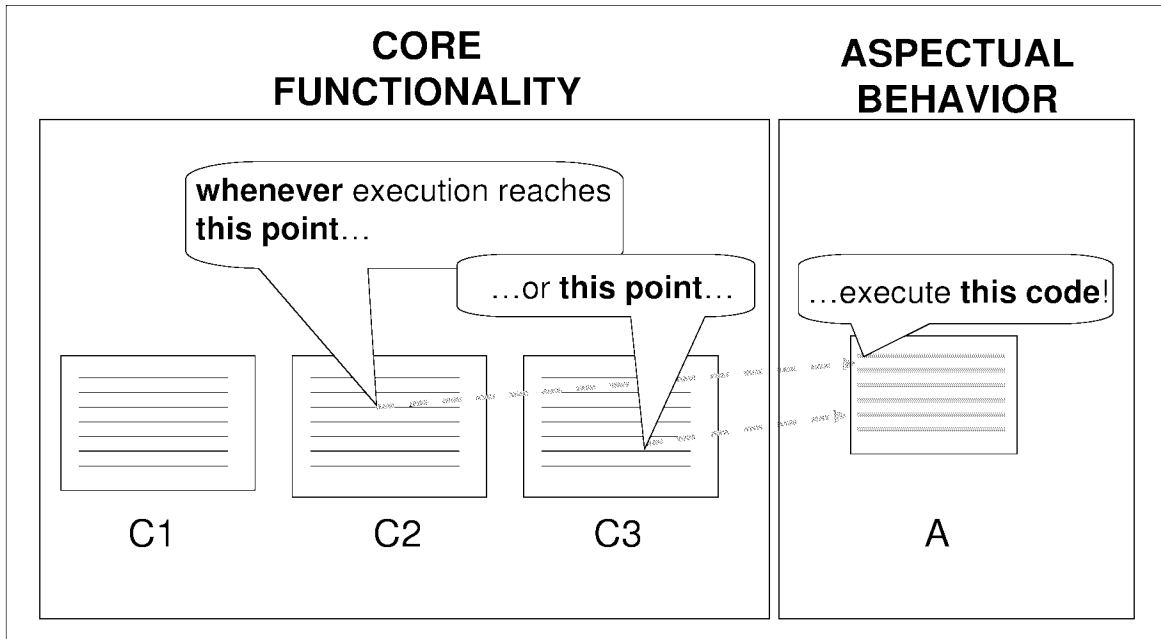 CORE
FUNCTIONALITY
ASPECTUAL
BEHAVIOR
whenever execution reaches
this point…
…or this point…
…execute this code!
C1
C2
C3
A